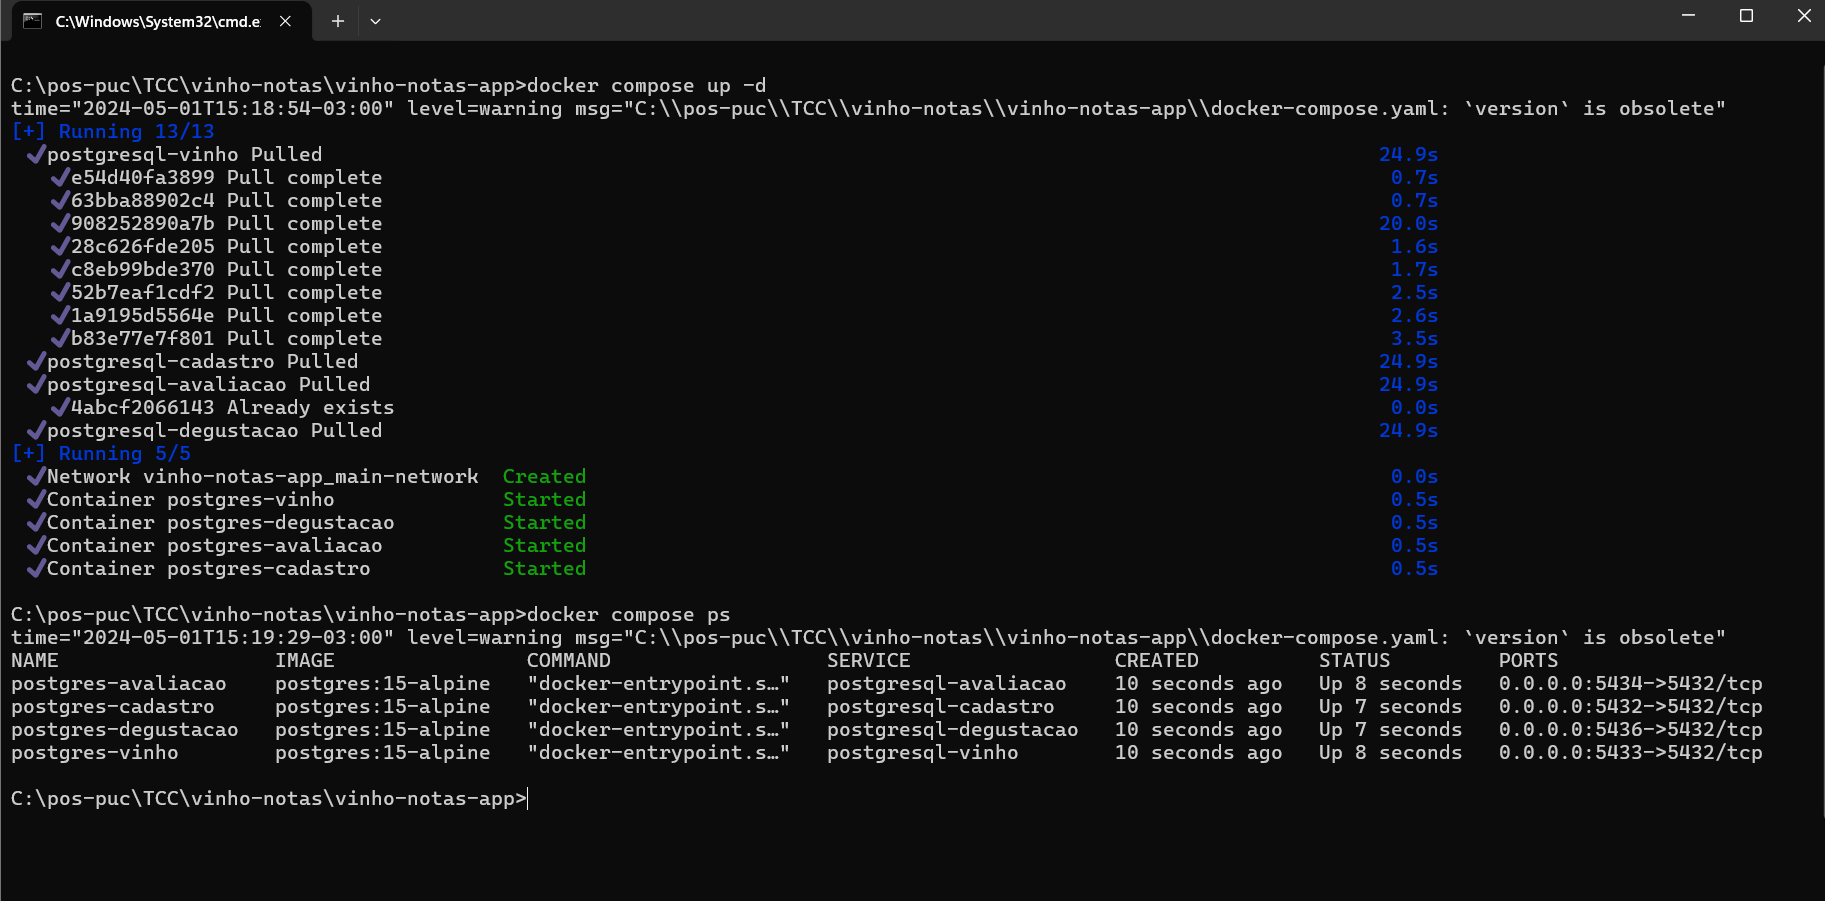 C:\Windows\System32\cmd.e
C:\pos-puc\TCC\vinho-notas\vinho-notas-app>docker compose up -d
time="2024-05-01T15:18:54-03:00" level=warning msg="C:\\pos-puc\\TCC\\vinho-notas\\vinho-notas-app\\docker-compose.yaml: `version` is obsolete"
[+] Running 13/13
✔postgresql-vinho Pulled 24.9s
✔e54d40fa3899 Pull complete 0.7s
✔63bba88902c4 Pull complete 0.7s
✔908252890a7b Pull complete 20.0s
✔28c626fde205 Pull complete 1.6s
✔c8eb99bde370 Pull complete 1.7s
✔52b7eaf1cdf2 Pull complete 2.5s
✔1a9195d5564e Pull complete 2.6s
✔b83e77e7f801 Pull complete 3.5s
✔postgresql-cadastro Pulled 24.9s
✔postgresql-avaliacao Pulled 24.9s
✔4abcf2066143 Already exists 0.0s
✔postgresql-degustacao Pulled 24.9s
[+] Running 5/5
✔Network vinho-notas-app_main-network Created 0.0s
✔Container postgres-vinho Started 0.5s
✔Container postgres-degustacao Started 0.5s
✔Container postgres-avaliacao Started 0.5s
✔Container postgres-cadastro Started 0.5s
C:\pos-puc\TCC\vinho-notas\vinho-notas-app>docker compose ps
time="2024-05-01T15:19:29-03:00" level=warning msg="C:\\pos-puc\\TCC\\vinho-notas\\vinho-notas-app\\docker-compose.yaml: `version` is obsolete"
NAME IMAGE COMMAND SERVICE CREATED STATUS PORTS
postgres-avaliacao postgres:15-alpine "docker-entrypoint.s…" postgresql-avaliacao 10 seconds ago Up 8 seconds 0.0.0.0:5434->5432/tcp
postgres-cadastro postgres:15-alpine "docker-entrypoint.s…" postgresql-cadastro 10 seconds ago Up 7 seconds 0.0.0.0:5432->5432/tcp
postgres-degustacao postgres:15-alpine "docker-entrypoint.s…" postgresql-degustacao 10 seconds ago Up 7 seconds 0.0.0.0:5436->5432/tcp
postgres-vinho postgres:15-alpine "docker-entrypoint.s…" postgresql-vinho 10 seconds ago Up 8 seconds 0.0.0.0:5433->5432/tcp
C:\pos-puc\TCC\vinho-notas\vinho-notas-app>